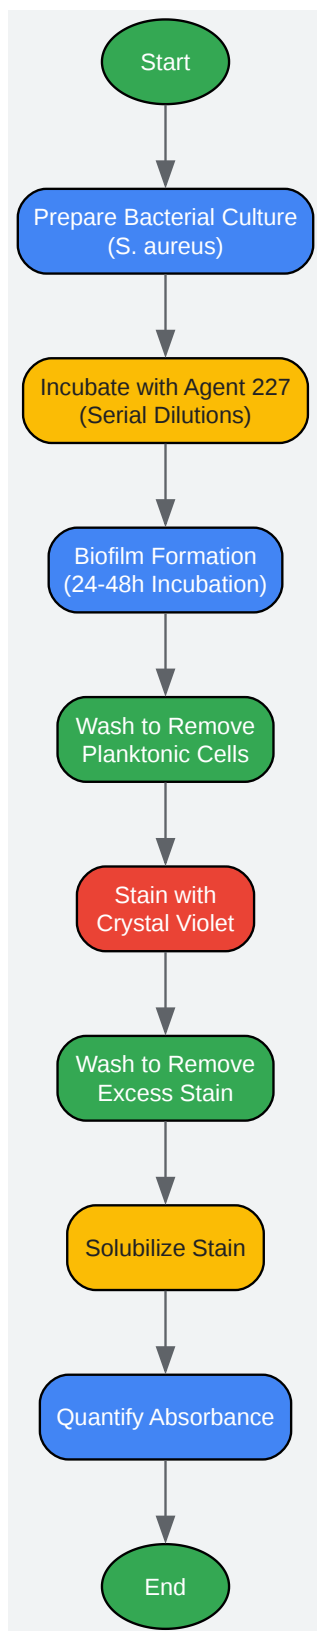 Start
Prepare Bacterial Culture
(S. aureus)
Incubate with Agent 227
(Serial Dilutions)
Biofilm Formation
(24-48h Incubation)
Wash to Remove
Planktonic Cells
Stain with
Crystal Violet
Wash to Remove
Excess Stain
Solubilize Stain
Quantify Absorbance
End